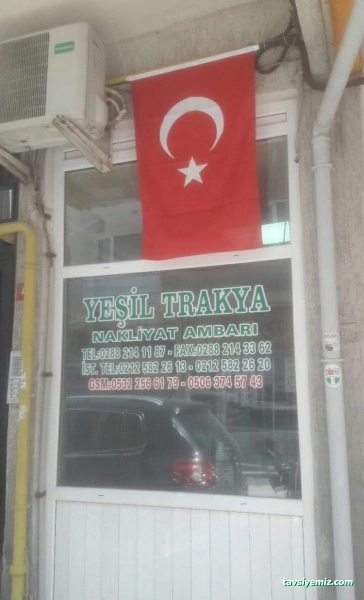 YEŞİL TRAKYA
NAKLİYAT AMBARI
TEL:0288 214 11 87 - FAX:0288 214 33 62
İST. TEL:0212 582 26 13 - 0212 582 26 20
GSM:0532 256 61 79 - 0506 374 57 43
tavsiyemiz.com